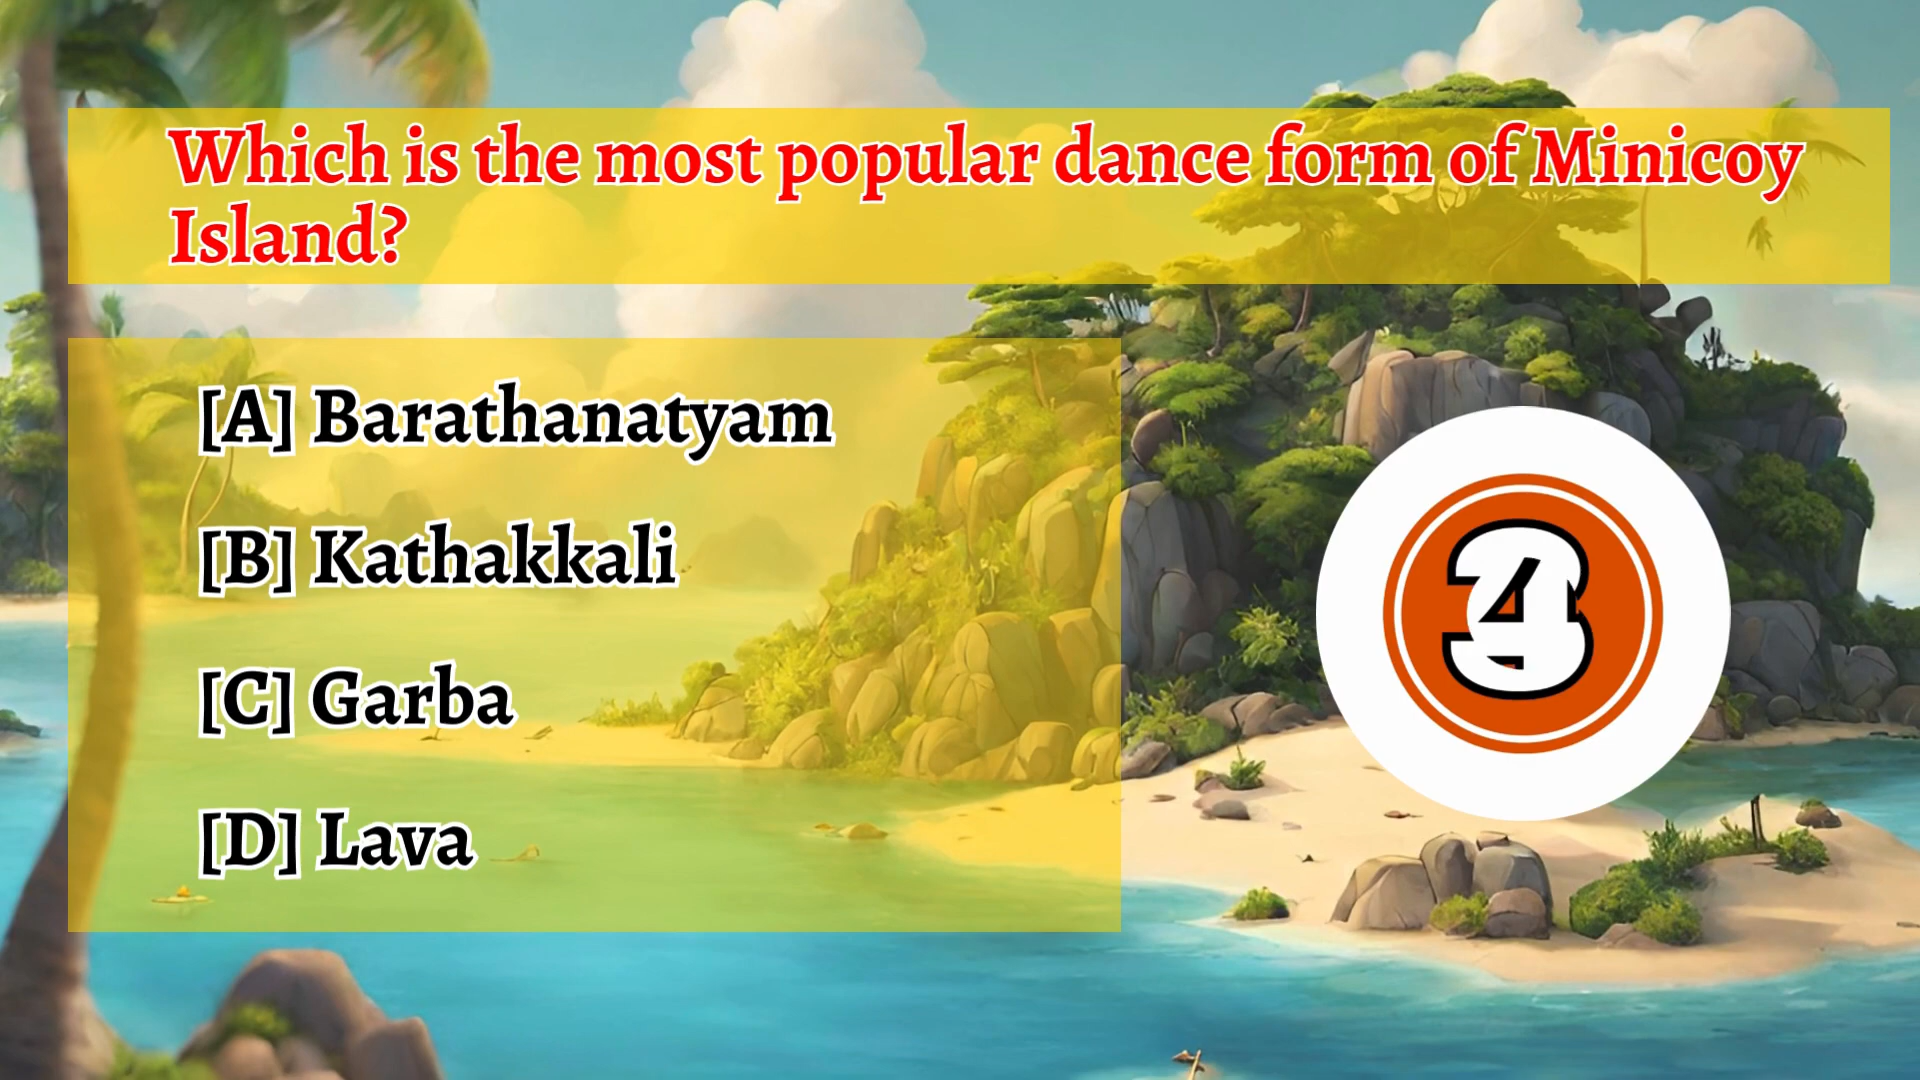 Which is the most popular dance form of Minicoy
Island?
[A] Barathanatyam
[B] Kathakkali
[C] Garba
[D] Lava